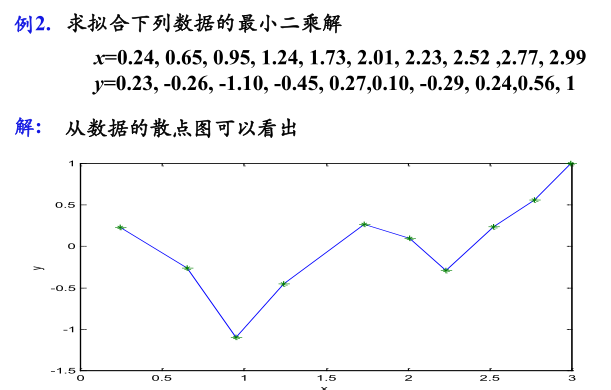 例2. 求拟合下列数据的最小二乘解
x=0.24, 0.65, 0.95, 1.24, 1.73, 2.01, 2.23, 2.52 ,2.77, 2.99
y=0.23, -0.26, -1.10, -0.45, 0.27,0.10, -0.29, 0.24,0.56, 1
解: 从数据的散点图可以看出
1
0.5
0
y
-0.5
-1
-1.5
0 0.5 1 1.5 2 2.5 3
x